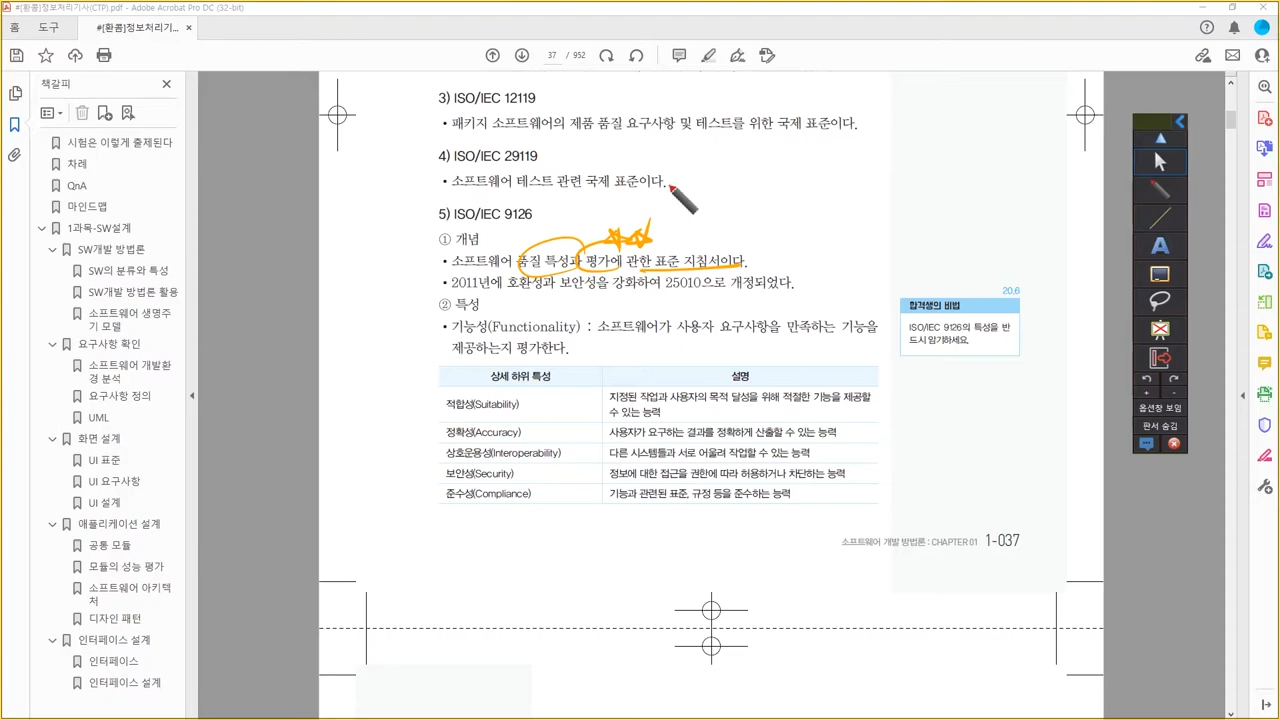 #[환콤]정보처리기사(CTP).pdf - Adobe Acrobat Pro DC (32-bit)
홈 도구 #[환콤]정보처리기... ×
37 / 952
책갈피
시험은 이렇게 출제된다
차례
QnA
마인드맵
1과목-SW설계
SW개발 방법론
SW의 분류와 특성
SW개발 방법론 활용
소프트웨어 생명주
기 모델
요구사항 확인
소프트웨어 개발환
경 분석
요구사항 정의
UML
화면 설계
UI 표준
UI 요구사항
UI 설계
애플리케이션 설계
공통 모듈
모듈의 성능 평가
소프트웨어 아키텍
처
디자인 패턴
인터페이스 설계
인터페이스
인터페이스 설계
3) ISO/IEC 12119
• 패키지 소프트웨어의 제품 품질 요구사항 및 테스트를 위한 국제 표준이다.
4) ISO/IEC 29119
• 소프트웨어 테스트 관련 국제 표준이다.
5) ISO/IEC 9126
① 개념
• 소프트웨어 품질 특성과 평가에 관한 표준 지침서이다.
• 2011년에 호환성과 보안성을 강화하여 25010으로 개정되었다.
② 특성
• 기능성(Functionality) : 소프트웨어가 사용자 요구사항을 만족하는 기능을
제공하는지 평가한다.
상세 하위 특성 설명
적합성(Suitability) 지정된 작업과 사용자의 목적 달성을 위해 적절한 기능을 제공할
수 있는 능력
정확성(Accuracy) 사용자가 요구하는 결과를 정확하게 산출할 수 있는 능력
상호운용성(Interoperability) 다른 시스템들과 서로 어울려 작업할 수 있는 능력
보안성(Security) 정보에 대한 접근을 권한에 따라 허용하거나 차단하는 능력
준수성(Compliance) 기능과 관련된 표준, 규정 등을 준수하는 능력
소프트웨어 개발 방법론 : CHAPTER 01 1-037
20.6
합격생의 비법
ISO/IEC 9126의 특성을 반
드시 암기하세요.
옵션창 보임
판서 숨김